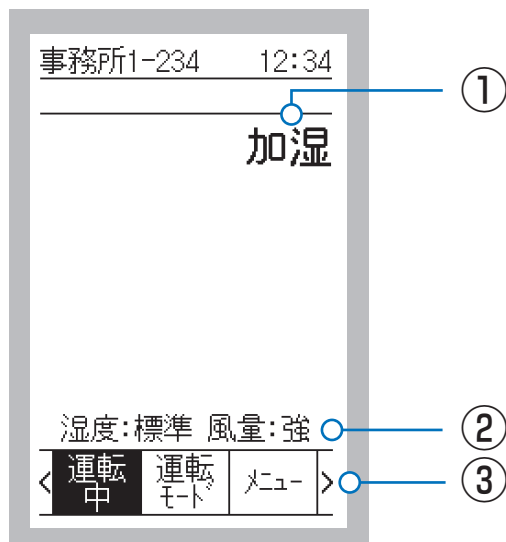 事務所1-234 12:34
①
加湿
湿度:標準 風量:強
②
< 運転中 運転モード メニュー >
③